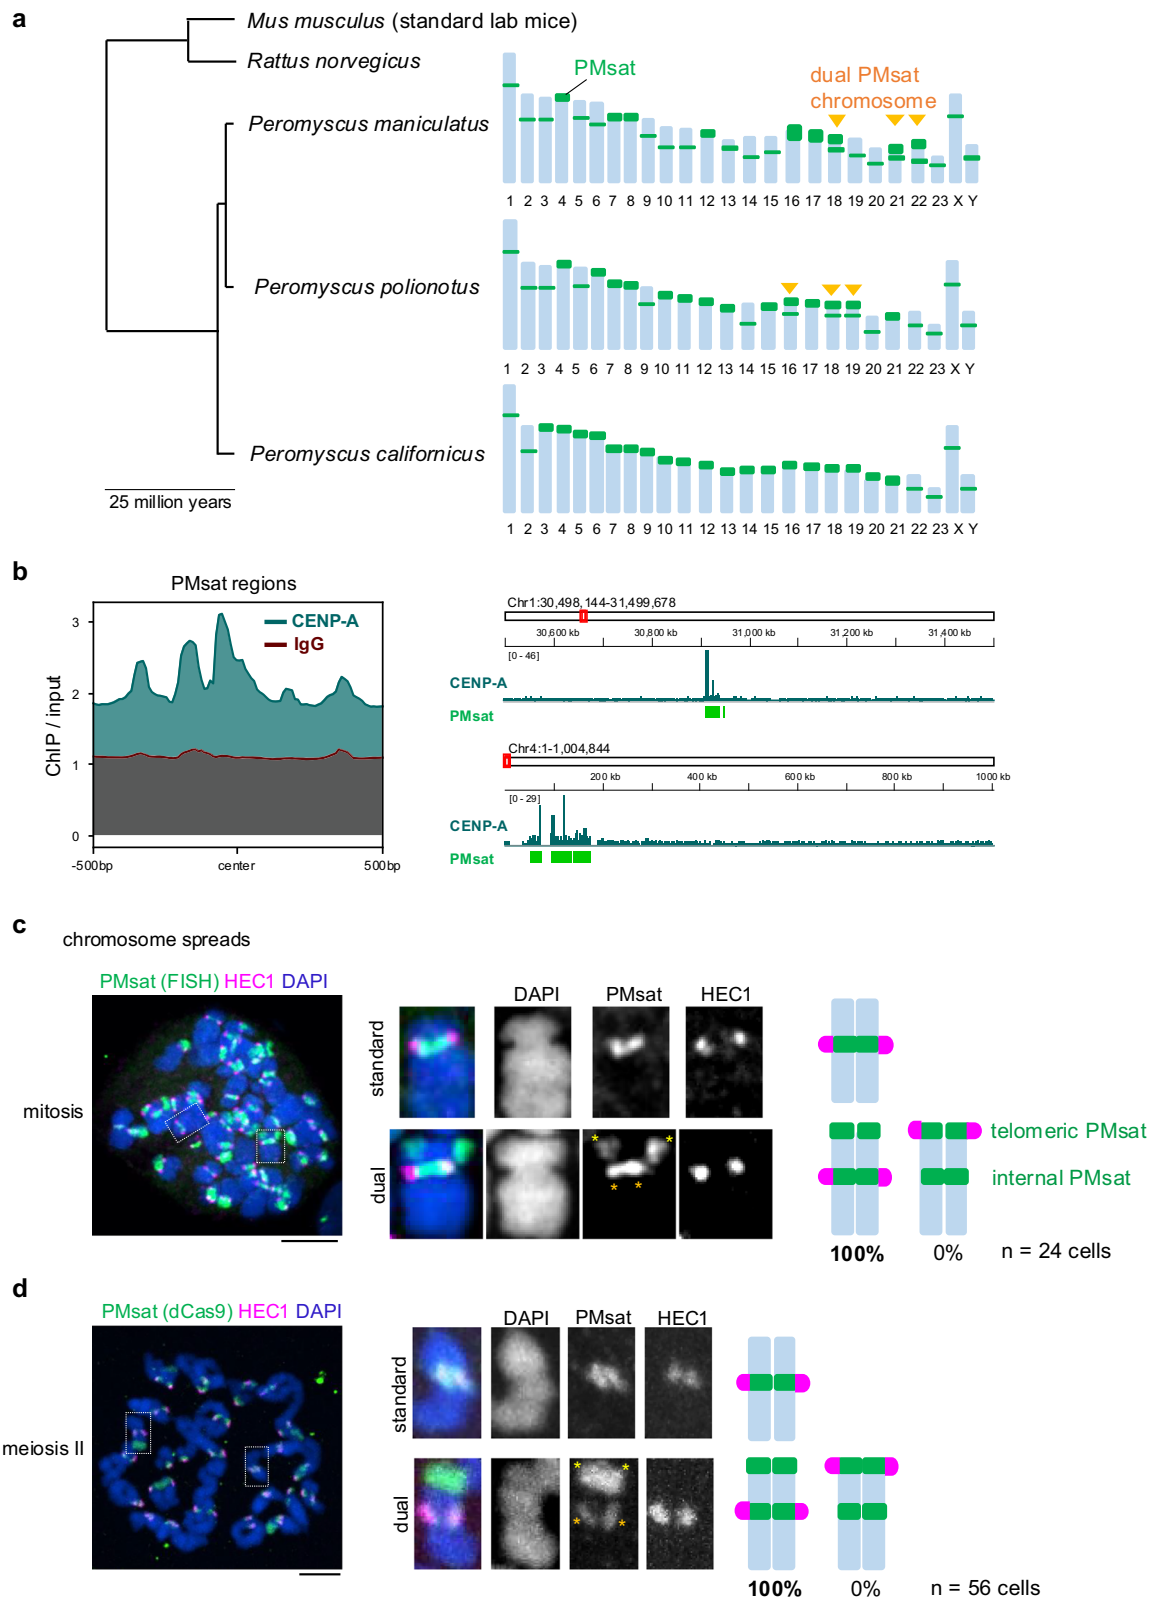 a
Mus musculus (standard lab mice)
Rattus norvegicus
Peromyscus maniculatus
Peromyscus polionotus
Peromyscus californicus
25 million years
PMsat
dual PMsat
chromosome
1 2 3 4 5 6 7 8 9 10 11 12 13 14 15 16 17 18 19 20 21 22 23 X Y
1 2 3 4 5 6 7 8 9 10 11 12 13 14 15 16 17 18 19 20 21 22 23 X Y
1 2 3 4 5 6 7 8 9 10 11 12 13 14 15 16 17 18 19 20 21 22 23 X Y
b
PMsat regions
CENP-A
IgG
ChIP / input
3
2
1
0
-500bp center 500bp
Chr1:30,498,144-31,499,678
30,600 kb 30,800 kb 31,000 kb 31,200 kb 31,400 kb
[0 - 46]
CENP-A
PMsat
Chr4:1-1,004,844
200 kb 400 kb 600 kb 800 kb 1000 kb
[0 - 29]
CENP-A
PMsat
c
chromosome spreads
PMsat (FISH) HEC1 DAPI
mitosis
DAPI PMsat HEC1
standard
dual
* *
* *
telomeric PMsat
internal PMsat
100% 0% n = 24 cells
d
PMsat (dCas9) HEC1 DAPI
meiosis II
DAPI PMsat HEC1
standard
dual
* *
* *
100% 0% n = 56 cells